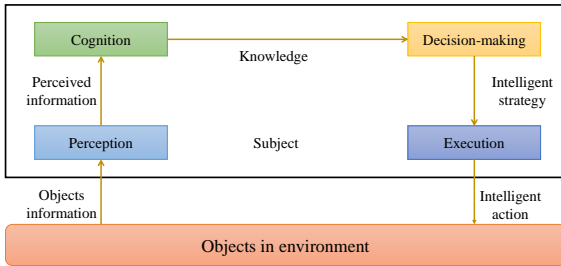 Cognition
Decision-making
Knowledge
Perceived
information
Intelligent
strategy
Perception
Subject
Execution
Objects
information
Intelligent
action
Objects in environment